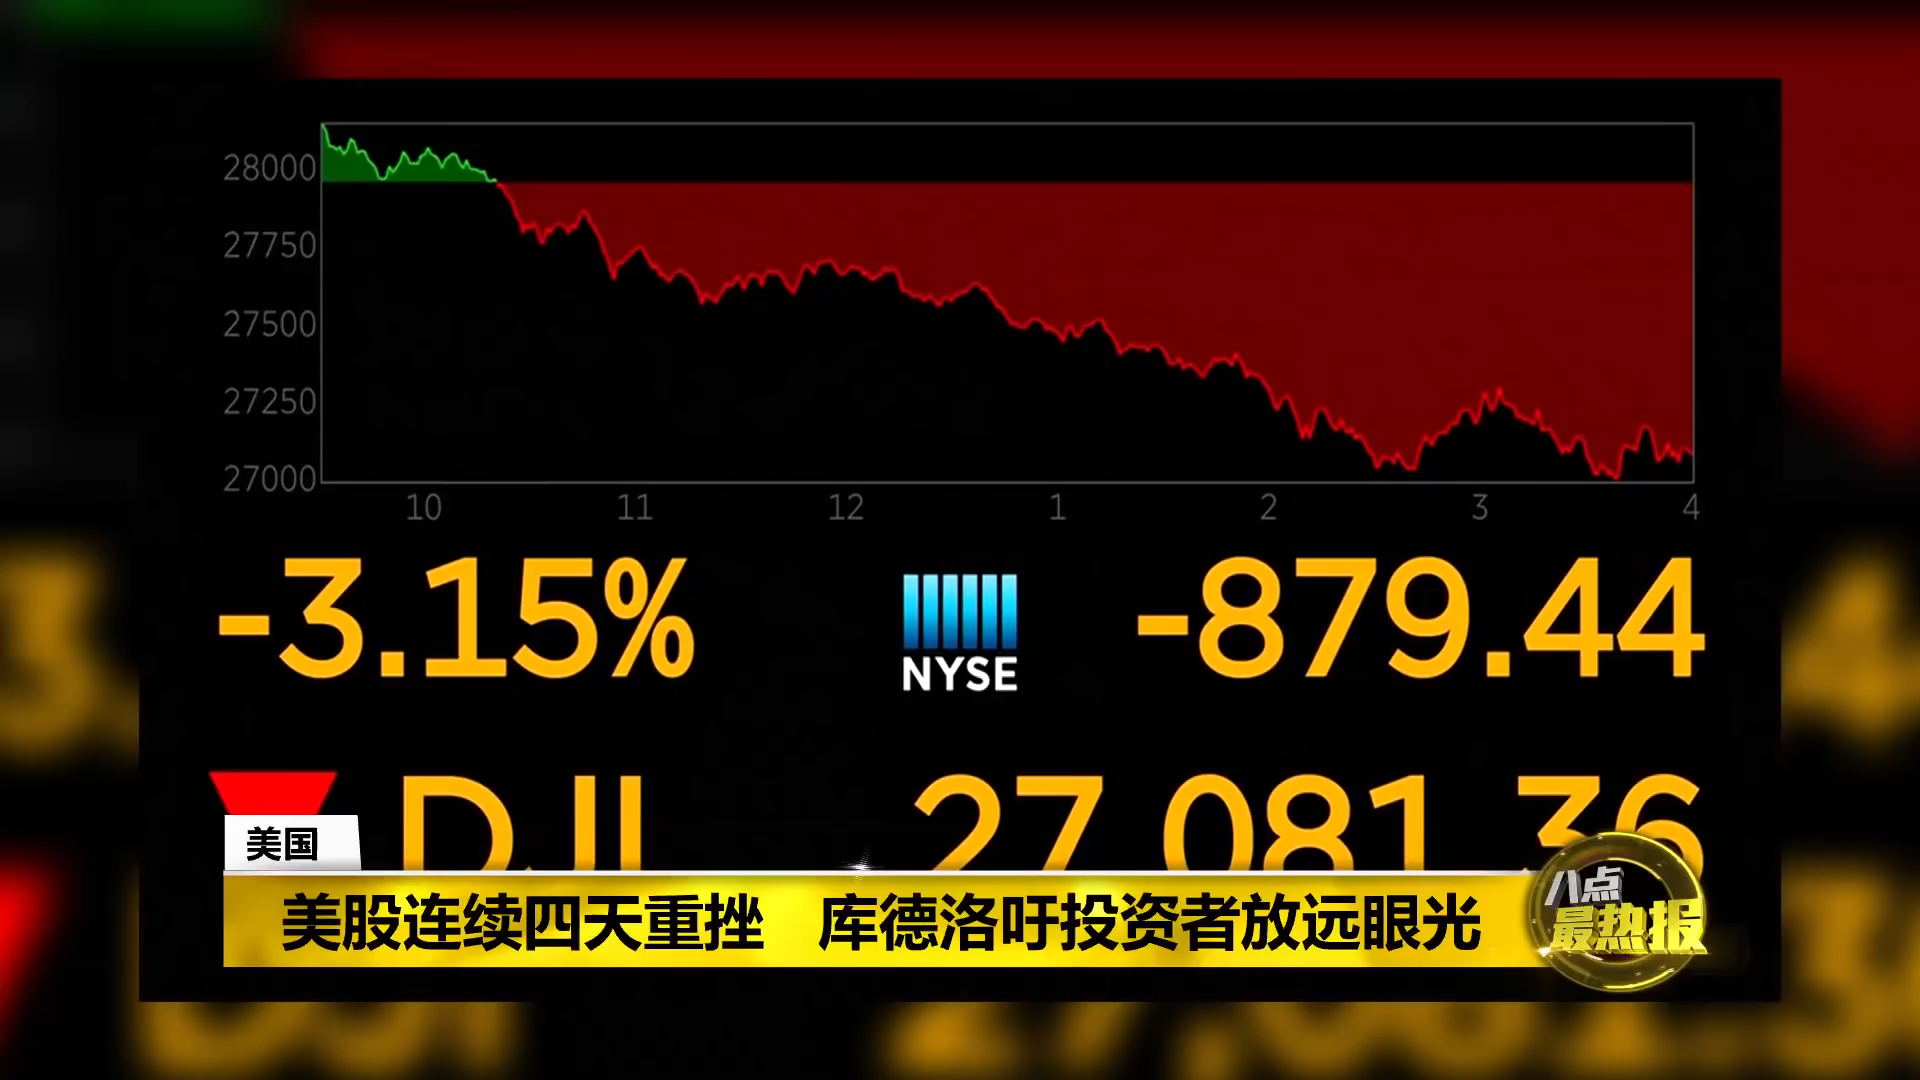 28000
27750
27500
27250
27000
10 11 12 1 2 3 4
-3.15% NYSE -879.44
DJI 27,081.36
美国
美股连续四天重挫 库德洛吁投资者放远眼光
八点
最热报